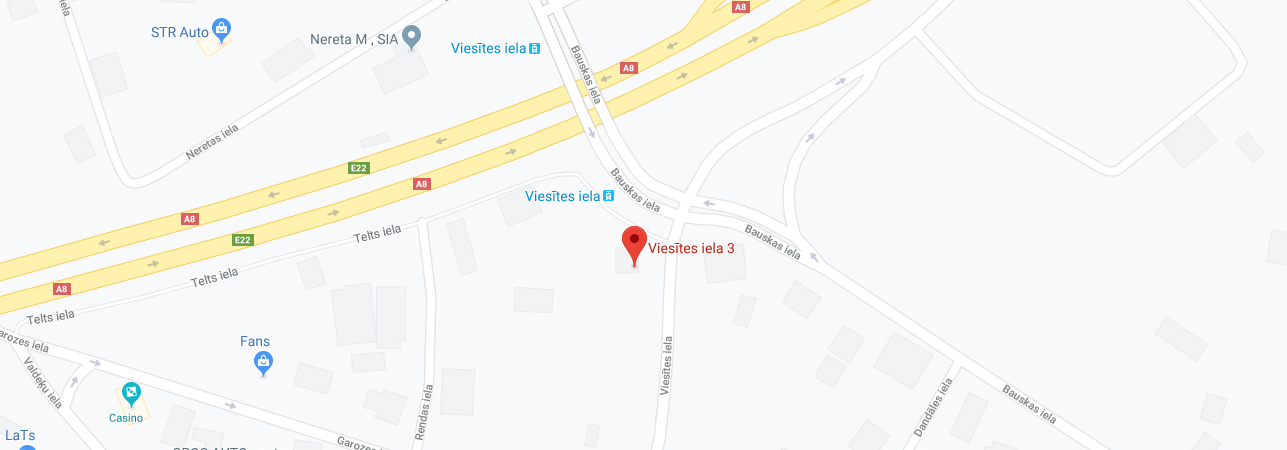 iela
STR Auto
Nereta M , SIA
Viesītes iela
A8
Bauskas iela
A8
Neretas iela
E22
A8
Viesītes iela
Bauskas iela
A8
E22
Telts iela
Bauskas iela
Viesītes iela 3
Telts iela
A8
Telts iela
Garozes iela
Fans
Valdeķu iela
Casino
Rendas iela
Viesītes iela
Dandāles iela
Bauskas iela
LaTs
Garozes